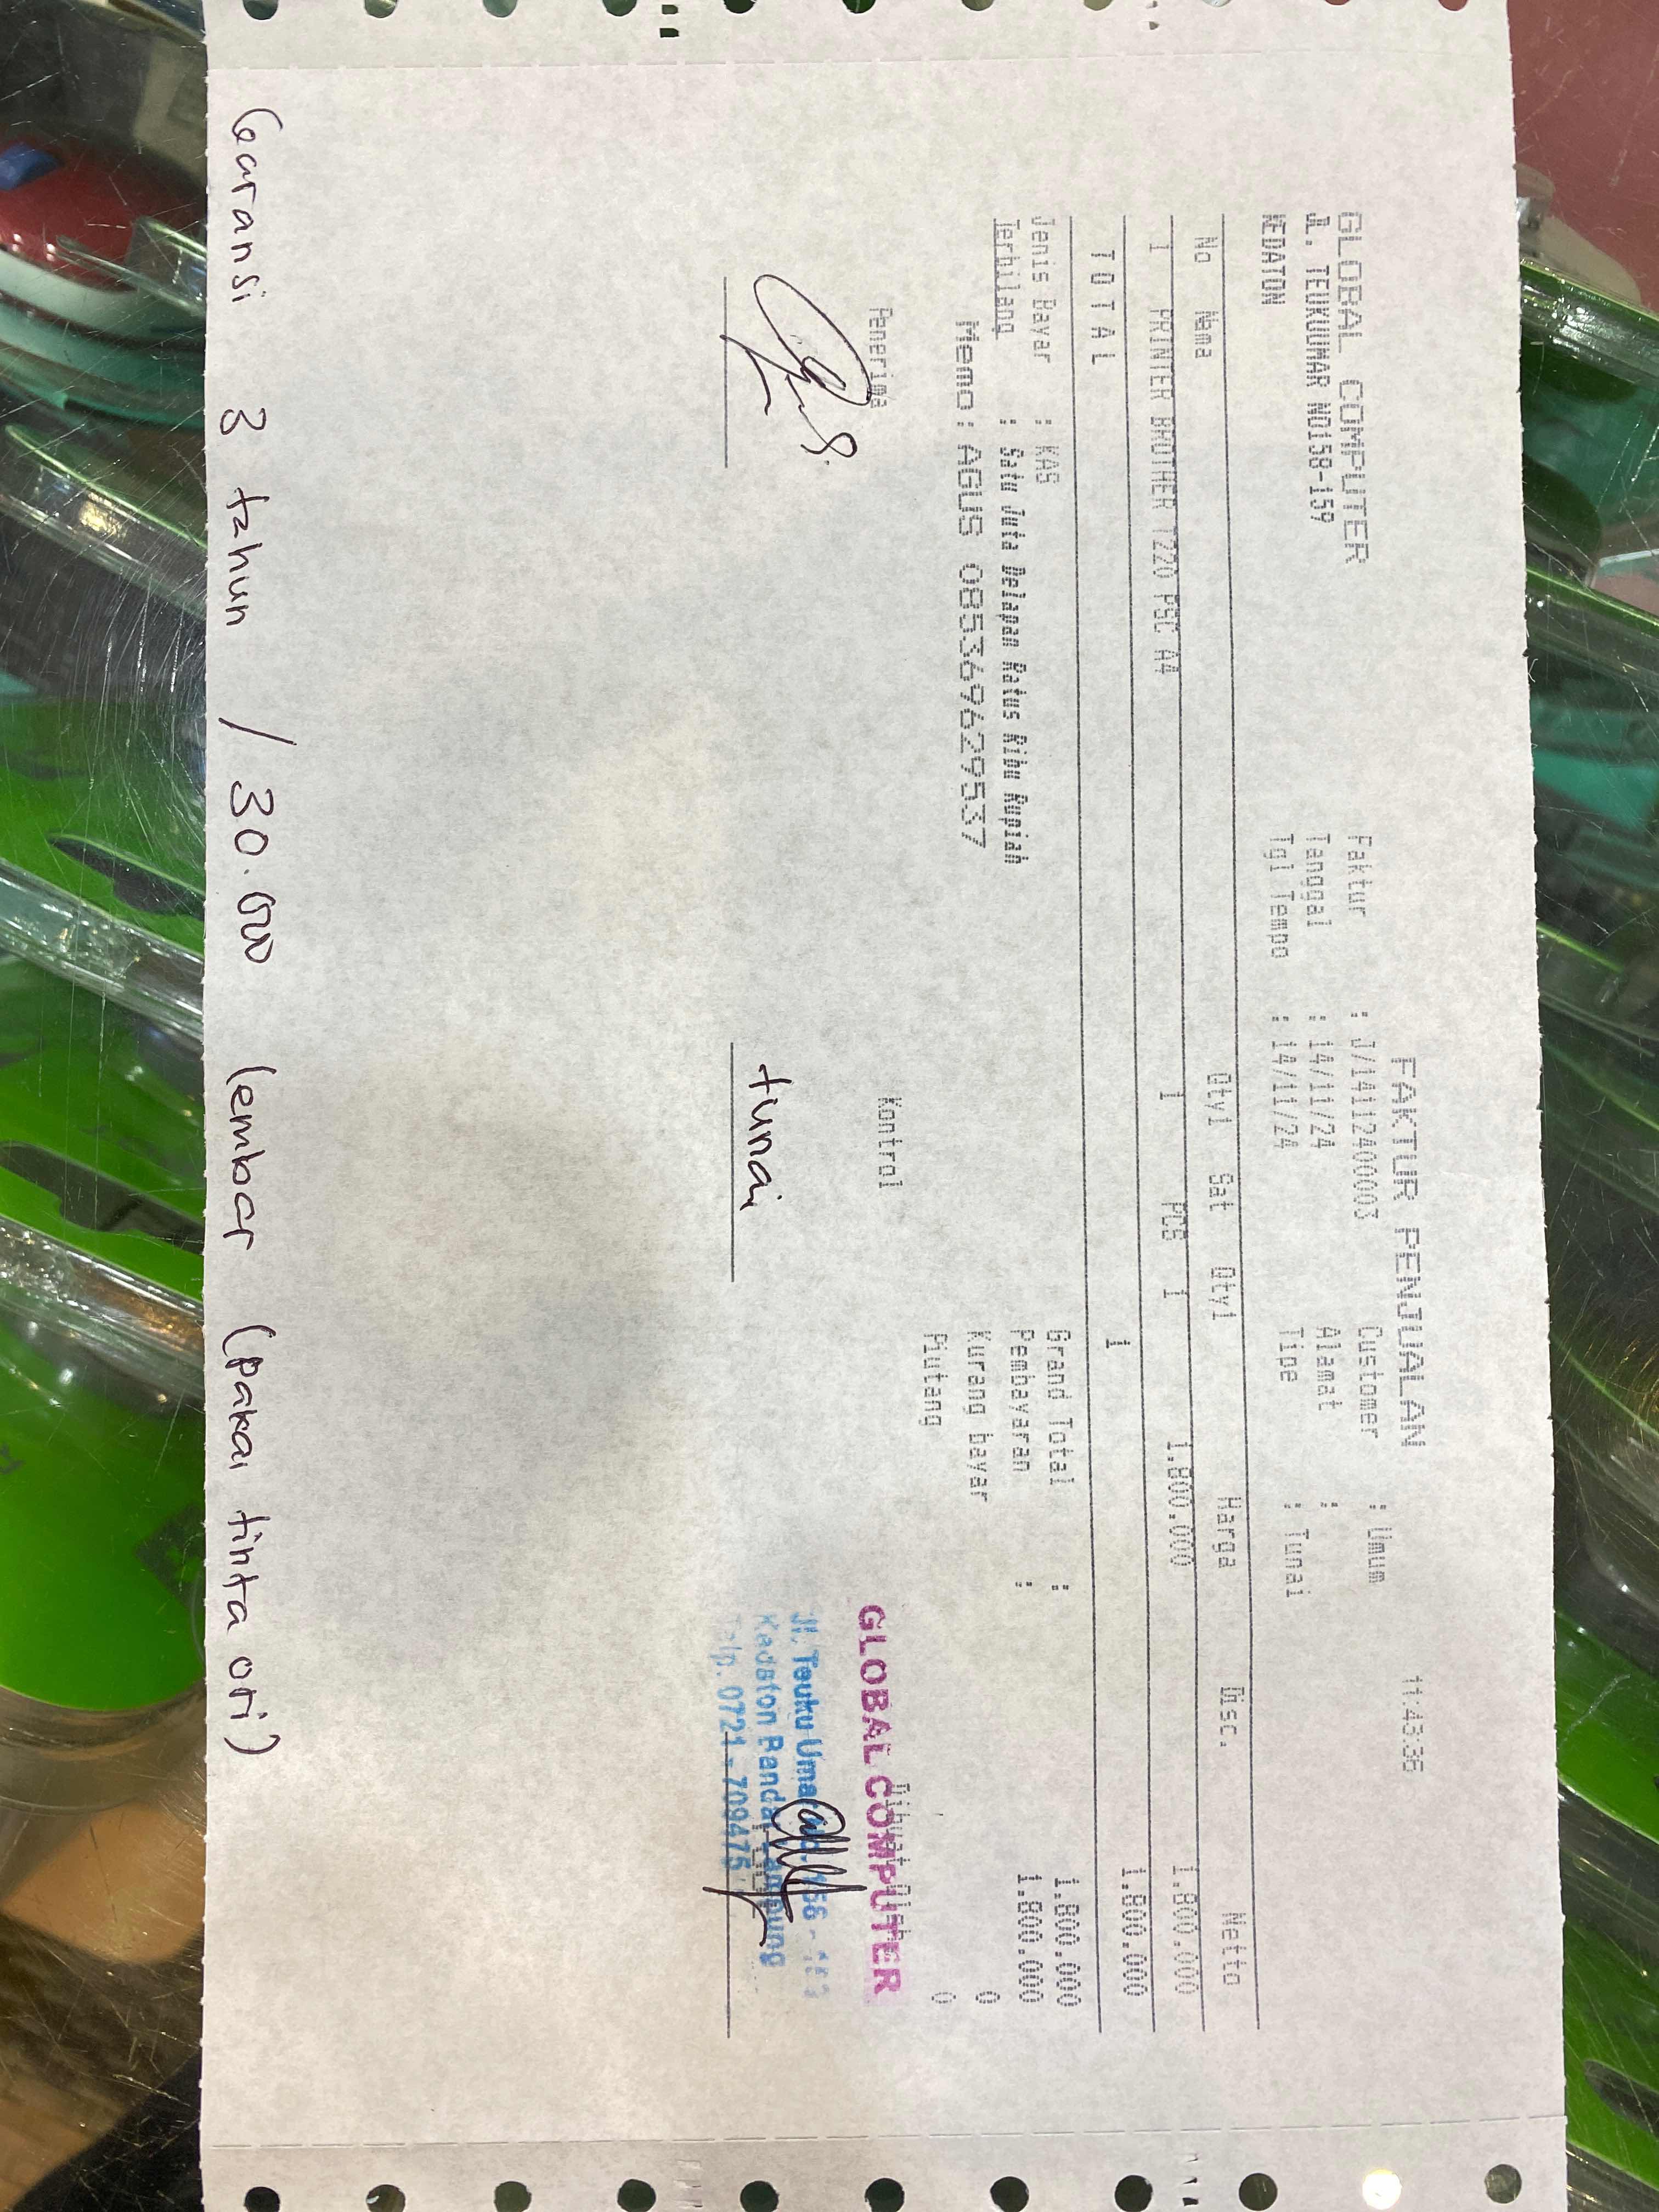 FAKTUR PENJUALAN 11:43:36
GLOBAL COMPUTER Faktur : J/1411240003 Customer : Umum
JL. TEUKUUMAR NO158-159 Tanggal : 14/11/24 Alamat :
KEDATON Tgl Tempo : 14/11/24 Tipe : Tunai
No Nama Qty1 Sat Qty1 Harga Disc. Neto
1 PRINTER BROTHER T220 PSC A4 1 PCS 1 1.800.000 1.800.000
T O T A L 1 1.800.000
Jenis Bayar : KAS Grand Total : 1.800.000
Terbilang : Satu Juta Delapan Ratus Ribu Rupiah Pembayaran : 1.800.000
Memo : AGUS 085369629537 Kurang bayar 0
Piutang 0
Penerima Kontrol Dibuat Oleh
GLOBAL COMPUTER
Jl. Teuku Umar
Kedaton Bandar Lampung
Telp. 0721 - 709475
tunai
Garansi 3 tahun / 30.000 lembar (pakai tinta ori)